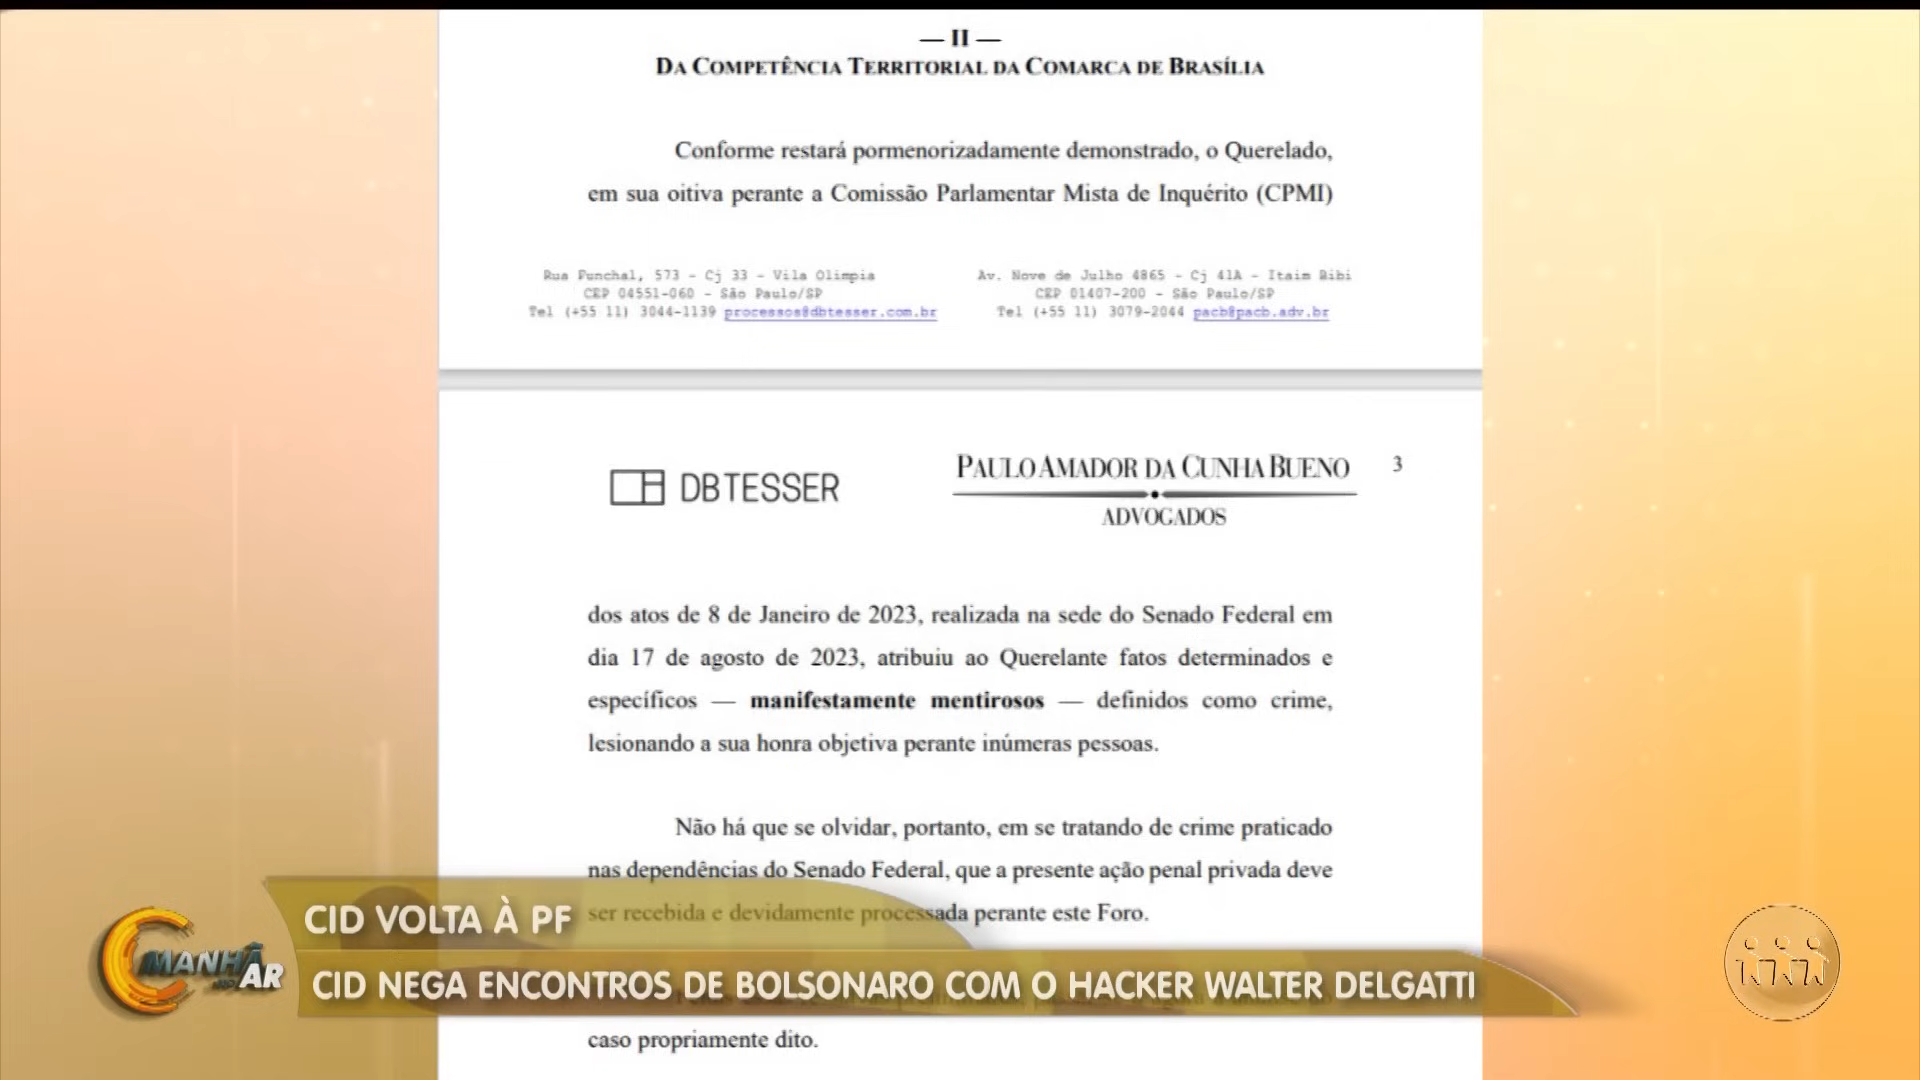 — II —
DA COMPETÊNCIA TERRITORIAL DA COMARCA DE BRASÍLIA
Conforme restará pormenorizadamente demonstrado, o Querelado,
em sua oitiva perante a Comissão Parlamentar Mista de Inquérito (CPMI)
Rua Funchal, 573 - Cj 33 - Vila Olimpia
CEP 04551-060 - São Paulo/SP
Tel (+55 11) 3044-1139 processos@dbtesser.com.br
Av. Nove de Julho 4865 - Cj 41A - Itaim Bibi
CEP 01407-200 - São Paulo/SP
Tel (+55 11) 3079-2044 pacb@pacb.adv.br
DBTESSER
PAULO AMADOR DA CUNHA BUENO
ADVOGADOS
3
dos atos de 8 de Janeiro de 2023, realizada na sede do Senado Federal em
dia 17 de agosto de 2023, atribuiu ao Querelante fatos determinados e
específicos — manifestamente mentirosos — definidos como crime,
lesionando a sua honra objetiva perante inúmeras pessoas.
Não há que se olvidar, portanto, em se tratando de crime praticado
nas dependências do Senado Federal, que a presente ação penal privada deve
ser recebida e devidamente processada perante este Foro.
caso propriamente dito.
MANHÃ
NO AR
CID VOLTA À PF
CID NEGA ENCONTROS DE BOLSONARO COM O HACKER WALTER DELGATTI